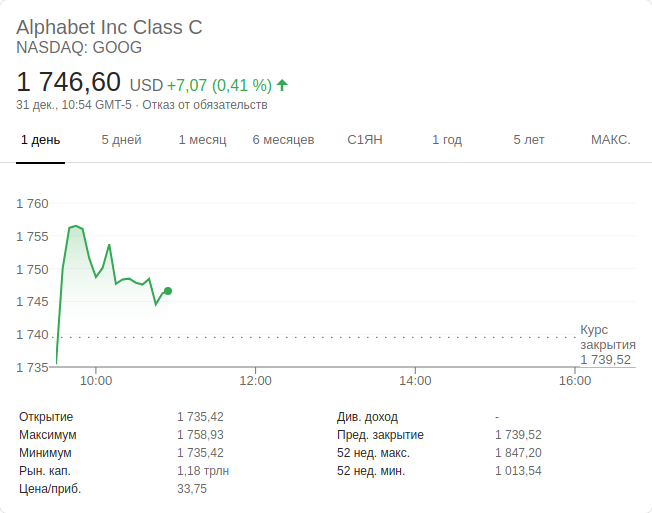 Alphabet Inc Class C
NASDAQ: GOOG
1 746,60 USD +7,07 (0,41 %)
31 дек., 10:54 GMT-5 · Отказ от обязательств
1 день 5 дней 1 месяц 6 месяцев С1ЯН 1 год 5 лет МАКС.
1 760
1 755
1 750
1 745
1 740
Курс
закрытия
1 739,52
1 735
10:00 12:00 14:00 16:00
Открытие 1 735,42 Див. доход -
Максимум 1 758,93 Пред. закрытие 1 739,52
Минимум 1 735,42 52 нед. макс. 1 847,20
Рын. кап. 1,18 трлн 52 нед. мин. 1 013,54
Цена/приб. 33,75